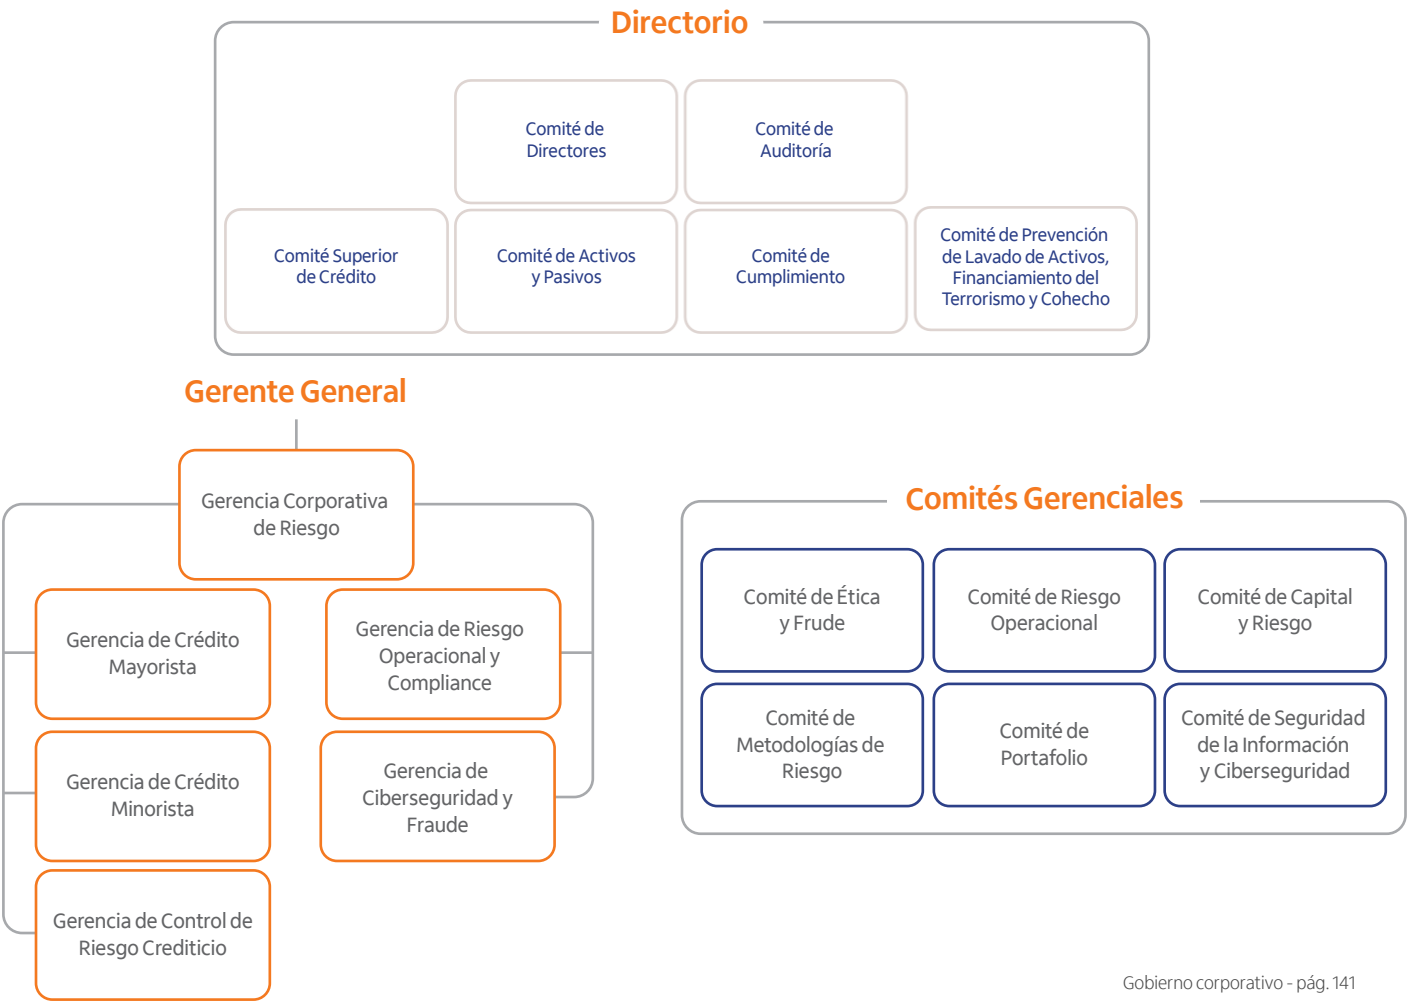 Directorio
Comité de
Directores
Comité de
Auditoría
Comité Superior
de Crédito
Comité de Activos
y Pasivos
Comité de
Cumplimiento
Comité de Prevención
de Lavado de Activos,
Financiamiento del
Terrorismo y Cohecho
Gerente General
Gerencia Corporativa
de Riesgo
Gerencia de Crédito
Mayorista
Gerencia de Riesgo
Operacional y
Compliance
Gerencia de Crédito
Minorista
Gerencia de
Ciberseguridad y
Fraude
Gerencia de Control de
Riesgo Crediticio
Comités Gerenciales
Comité de Ética
y Frude
Comité de Riesgo
Operacional
Comité de Capital
y Riesgo
Comité de
Metodologías de
Riesgo
Comité de
Portafolio
Comité de Seguridad
de la Información
y Ciberseguridad
Gobierno corporativo - pág. 141